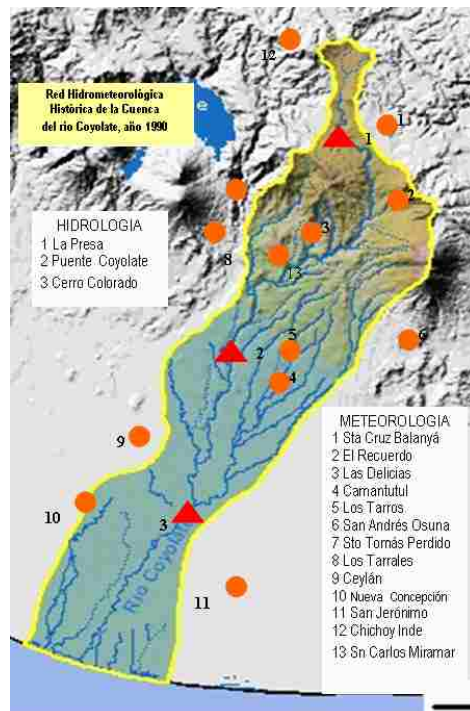 12
Red Hidrometeorológica
Histórica de la Cuenca
del rio Coyolate, año 1990
e
1
1
2
HIDROLOGIA
1 La Presa
2 Puente Coyolate
3 Cerro Colorado
3
8
13
6
5
2
4
9
10
3
Rio Coyolate
11
METEOROLOGIA
1 Sta Cruz Balanyá
2 El Recuerdo
3 Las Delicias
4 Camantutul
5 Los Tarros
6 San Andrés Osuna
7 Sto Tomás Perdido
8 Los Tarrales
9 Ceylán
10 Nueva Concepción
11 San Jerónimo
12 Chichoy Inde
13 Sn Carlos Miramar